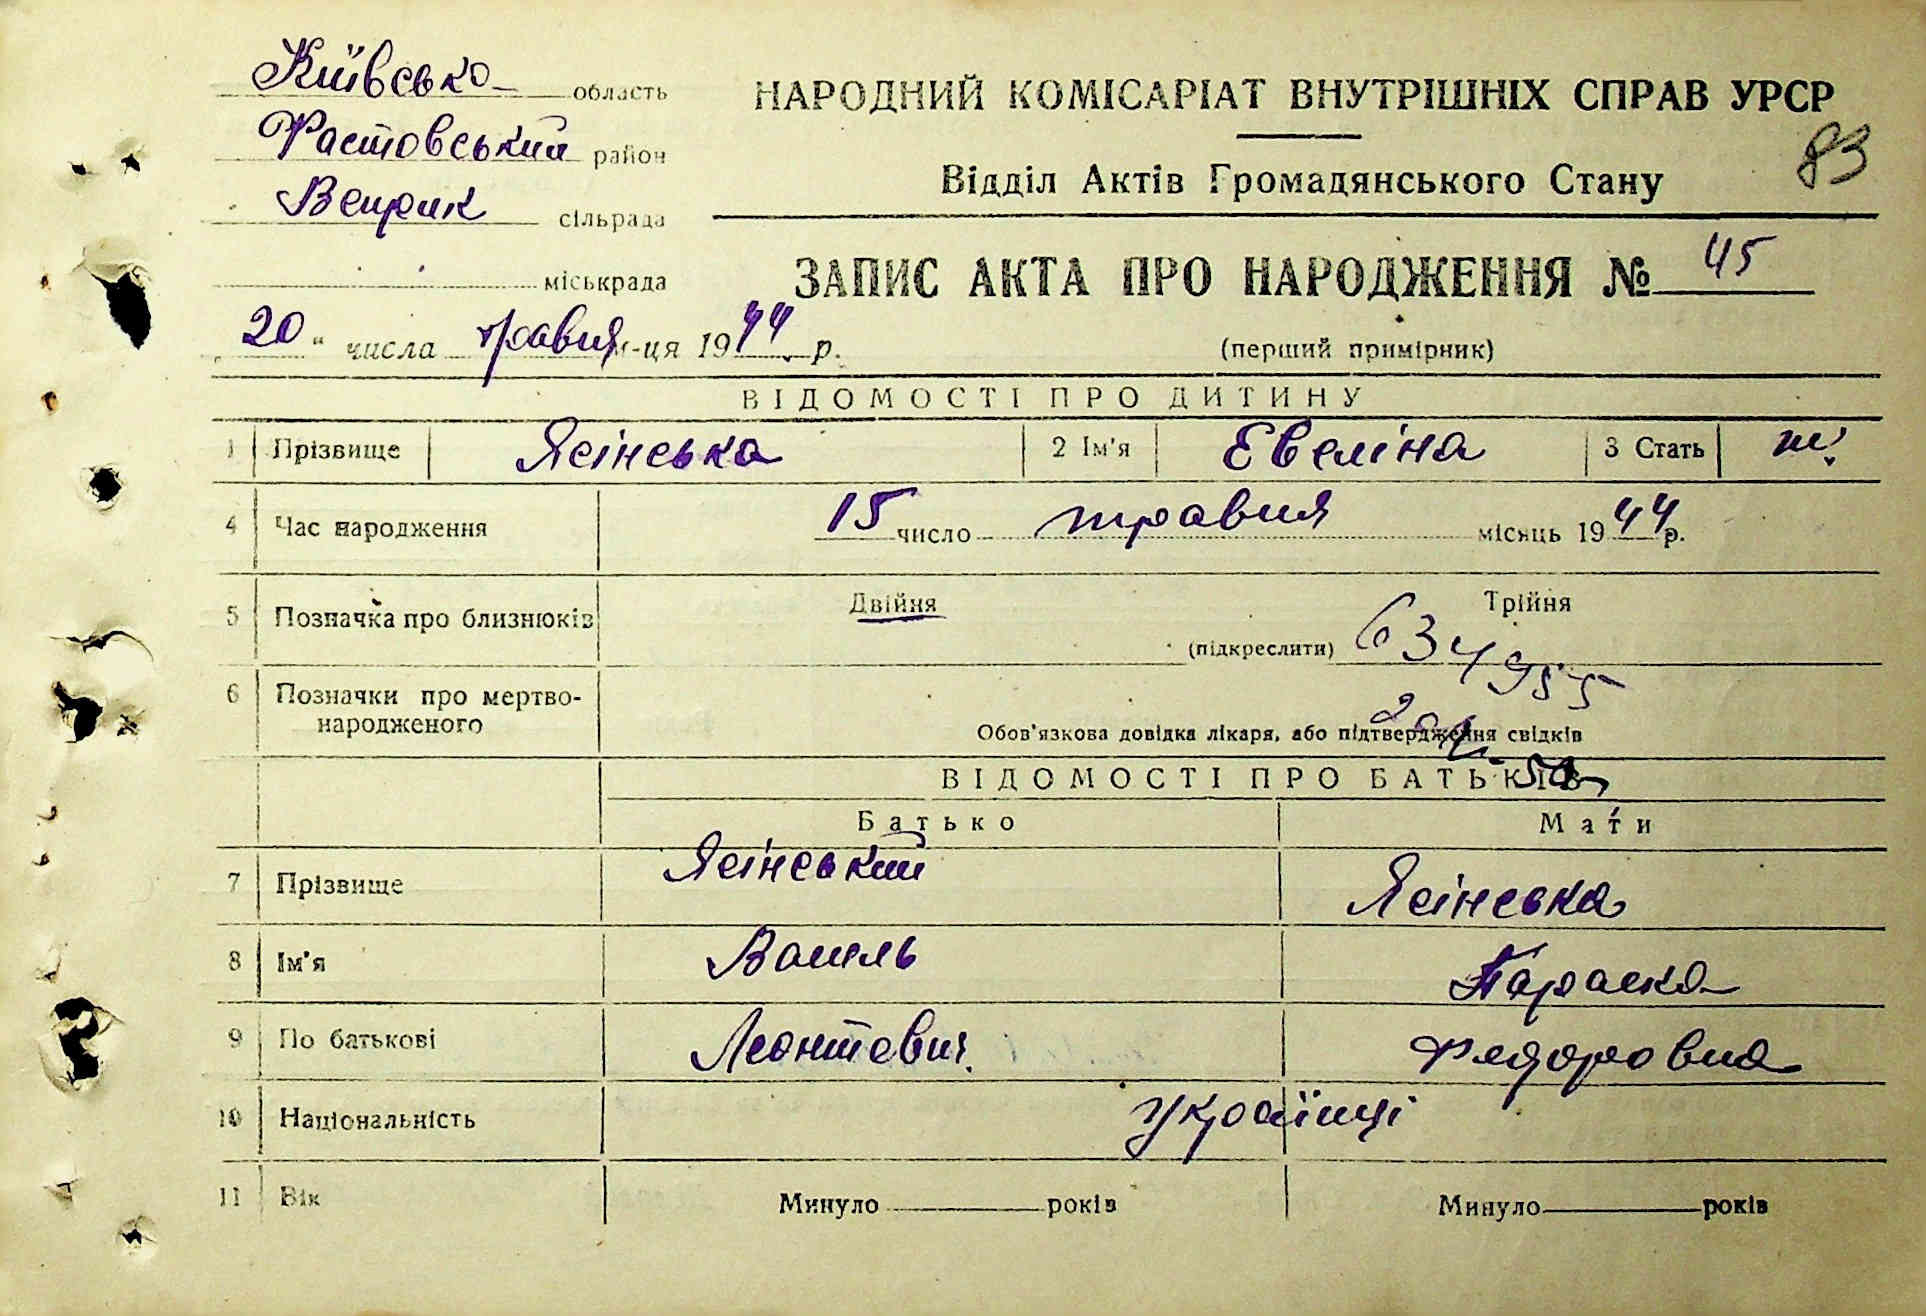 Київсько область
Фастовський район
Веприк сільрада
міськрада
20 " числа травня м-ця 1944 р.
НАРОДНИЙ КОМІСАРІАТ ВНУТРІШНІХ СПРАВ УРСР
83
Відділ Актів Громадянського Стану
ЗАПИС АКТА ПРО НАРОДЖЕННЯ № 45
(перший примірник)
ВІДОМОСТІ ПРО ДИТИНУ
1 Прізвище Ясінська 2 Ім'я Евеліна 3 Стать ж.
4 Час народження 15 число травня місяць 1944 р.
5 Позначка про близнюків Двійня Трійня
(підкреслити) 634955
6 Позначки про мертво-
народженого
Обов'язкова довідка лікаря, або підтвердження свідків
ВІДОМОСТІ ПРО БАТЬКІВ
Батько Мати
7 Прізвище Ясінський Ясінська
8 Ім'я Василь Параска
9 По батькові Леонтович. Федоровна
10 Національність Українці
11 Вік Минуло років Минуло років